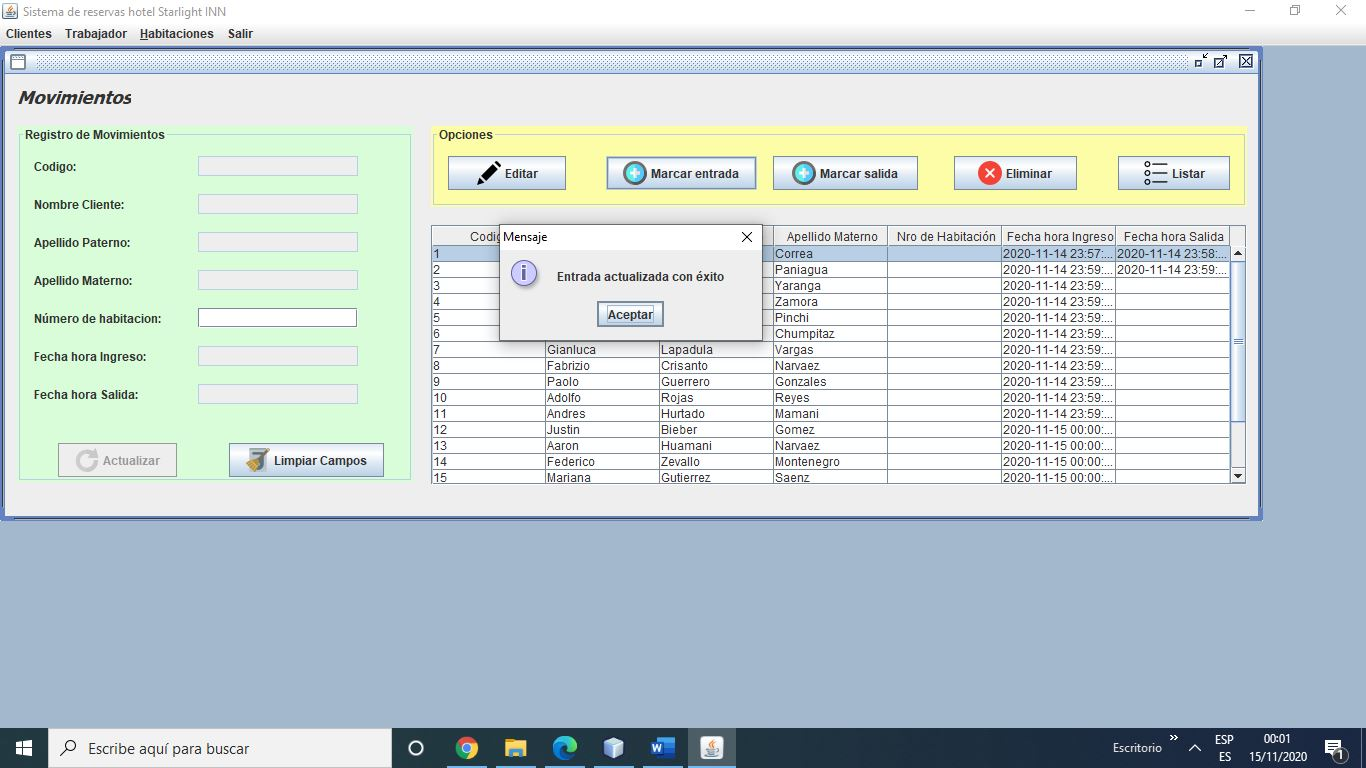 Sistema de reservas hotel Starlight INN
Clientes Trabajador Habitaciones Salir
Movimientos
Registro de Movimientos
Codigo:
Nombre Cliente:
Apellido Paterno:
Apellido Materno:
Número de habitacion:
Fecha hora Ingreso:
Fecha hora Salida:
Actualizar Limpiar Campos
Opciones
Editar Marcar entrada Marcar salida Eliminar Listar
Apellido Materno Nro de Habitación Fecha hora Ingreso Fecha hora Salida
1 Correa 2020-11-14 23:57:... 2020-11-14 23:58:...
2 Paniagua 2020-11-14 23:59:... 2020-11-14 23:59:...
3 Yaranga 2020-11-14 23:59:...
4 Zamora 2020-11-14 23:59:...
5 Pinchi 2020-11-14 23:59:...
6 Chumpitaz 2020-11-14 23:59:...
7 Gianluca Lapadula Vargas 2020-11-14 23:59:...
8 Fabrizio Crisanto Narvaez 2020-11-14 23:59:...
9 Paolo Guerrero Gonzales 2020-11-14 23:59:...
10 Adolfo Rojas Reyes 2020-11-14 23:59:...
11 Andres Hurtado Mamani 2020-11-14 23:59:...
12 Justin Bieber Gomez 2020-11-15 00:00:...
13 Aaron Huamani Narvaez 2020-11-15 00:00:...
14 Federico Zevallo Montenegro 2020-11-15 00:00:...
15 Mariana Gutierrez Saenz 2020-11-15 00:00:...
Mensaje
Entrada actualizada con éxito
Aceptar
Escribe aquí para buscar
Escritorio
ESP
ES
00:01
15/11/2020
1